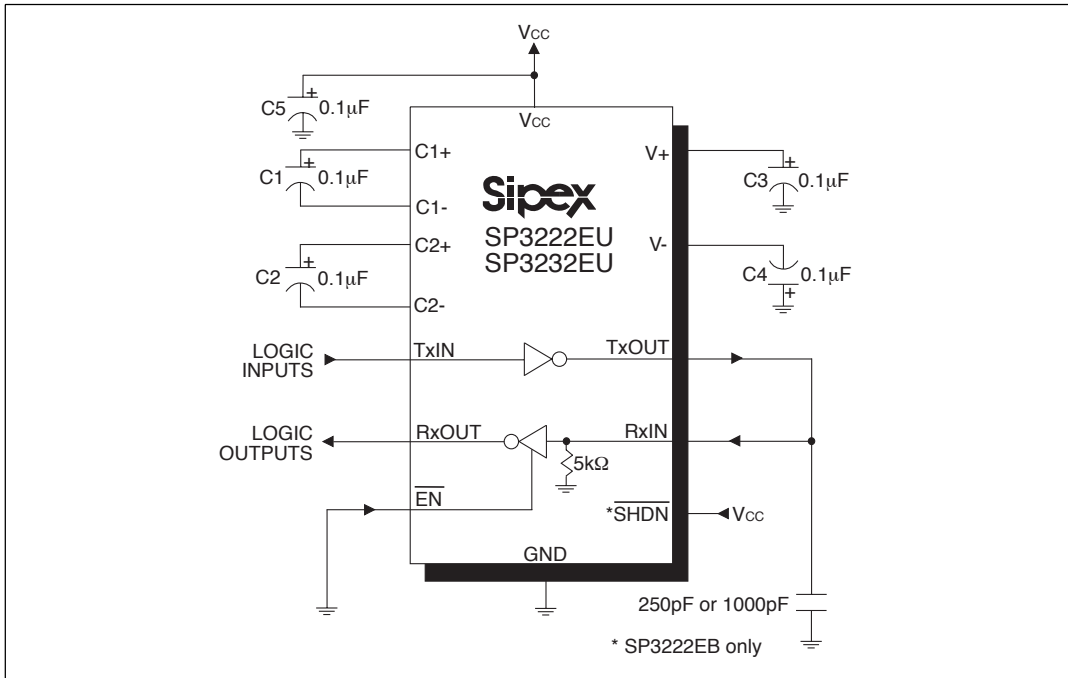 VCC
C5
+
0.1µF
VCC
C1+
V+
C1
+
0.1µF
C3
+
0.1µF
C1-
Sipex
SP3222EU
SP3232EU
C2+
V-
C2
+
0.1µF
C4
0.1µF
+
C2-
LOGIC
INPUTS
TxIN
TxOUT
LOGIC
OUTPUTS
RxOUT
RxIN
5kΩ
EN
*SHDN
VCC
GND
250pF or 1000pF
* SP3222EB only